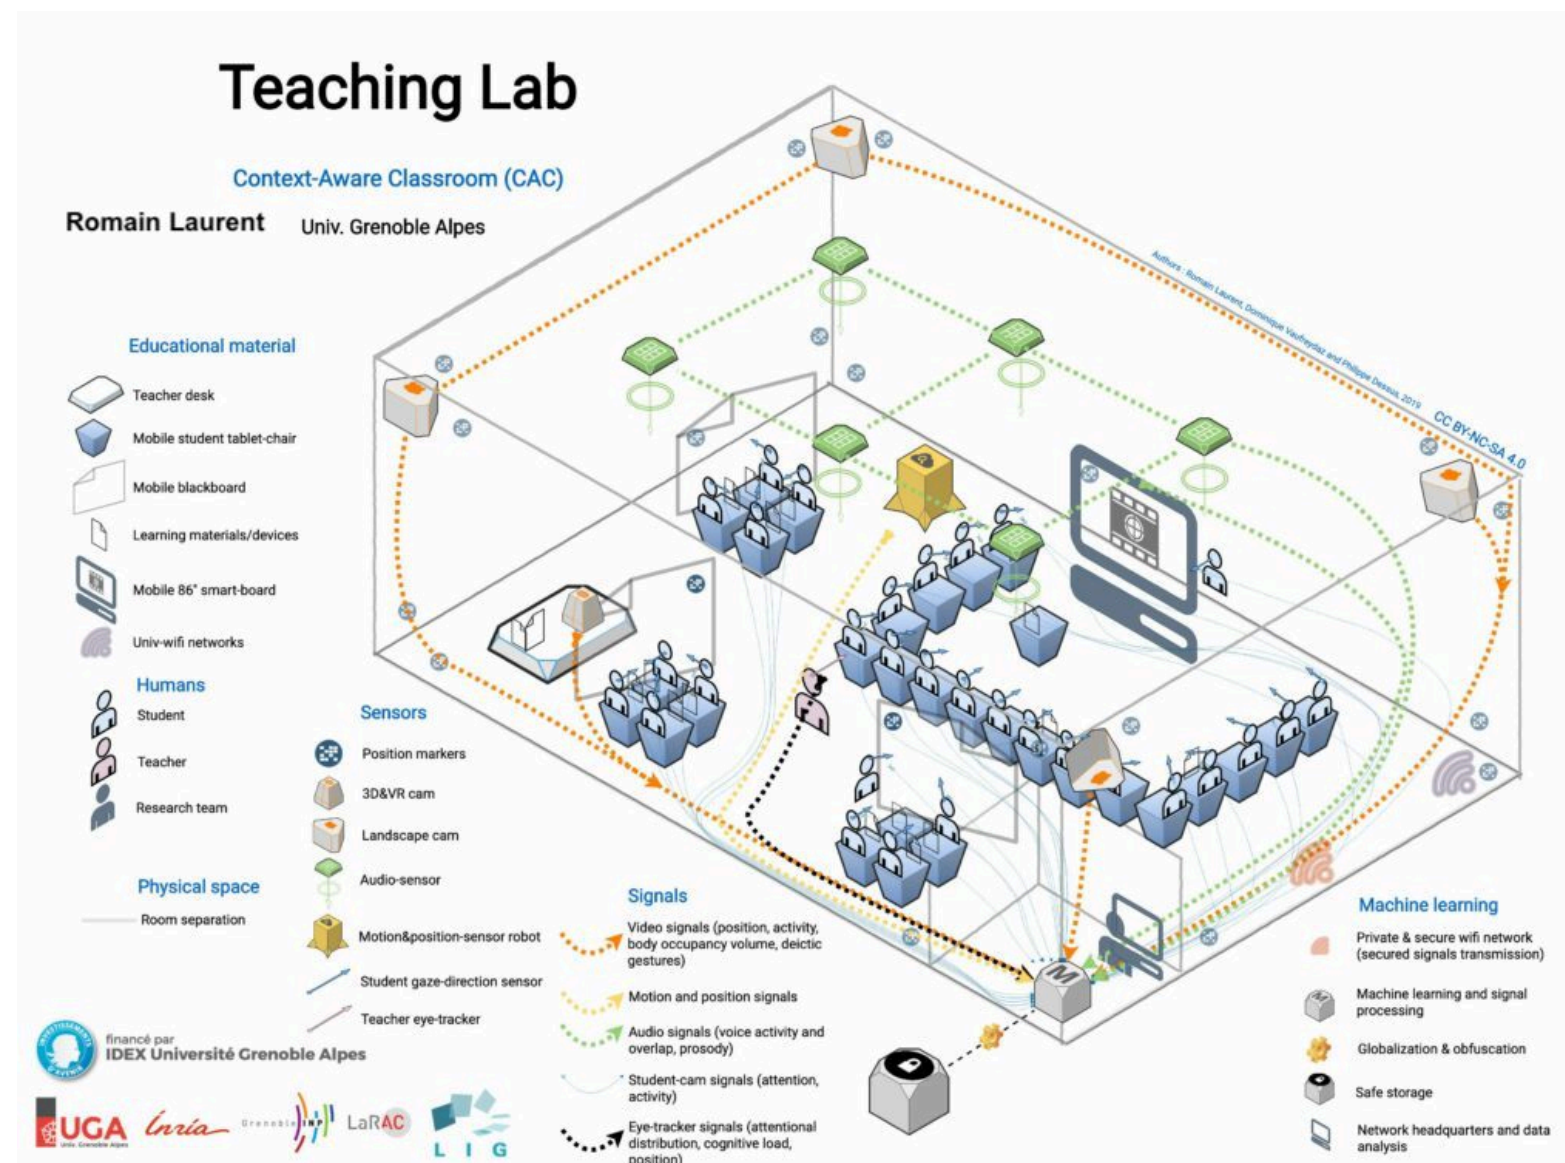 Teaching Lab
Context-Aware Classroom (CAC)
Romain Laurent Univ. Grenoble Alpes
Authors : Romain Laurent, Dominique Vaufreydaz and Philippe Dessus, 2019
CC BY-NC-SA 4.0
Educational material
Teacher desk
Mobile student tablet-chair
Mobile blackboard
Learning materials/devices
Mobile 86" smart-board
Univ-wifi networks
Humans
Student
Teacher
Research team
Physical space
Room separation
Sensors
Position markers
3D&VR cam
Landscape cam
Audio-sensor
Motion&position-sensor robot
Student gaze-direction sensor
Teacher eye-tracker
Signals
Video signals (position, activity,
body occupancy volume, deictic
gestures)
Motion and position signals
Audio signals (voice activity and
overlap, prosody)
Student-cam signals (attention,
activity)
Eye-tracker signals (attentional
distribution, cognitive load,
position)
M
Machine learning
Private & secure wifi network
(secured signals transmission)
M
Machine learning and signal
processing
Globalization & obfuscation
Safe storage
Network headquarters and data
analysis
INVESTISSEMENTS
D'AVENIR
financé par
IDEX Université Grenoble Alpes
UGA
Univ. Grenoble Alpes
Inria
Grenoble INP
LaRAC
LIG